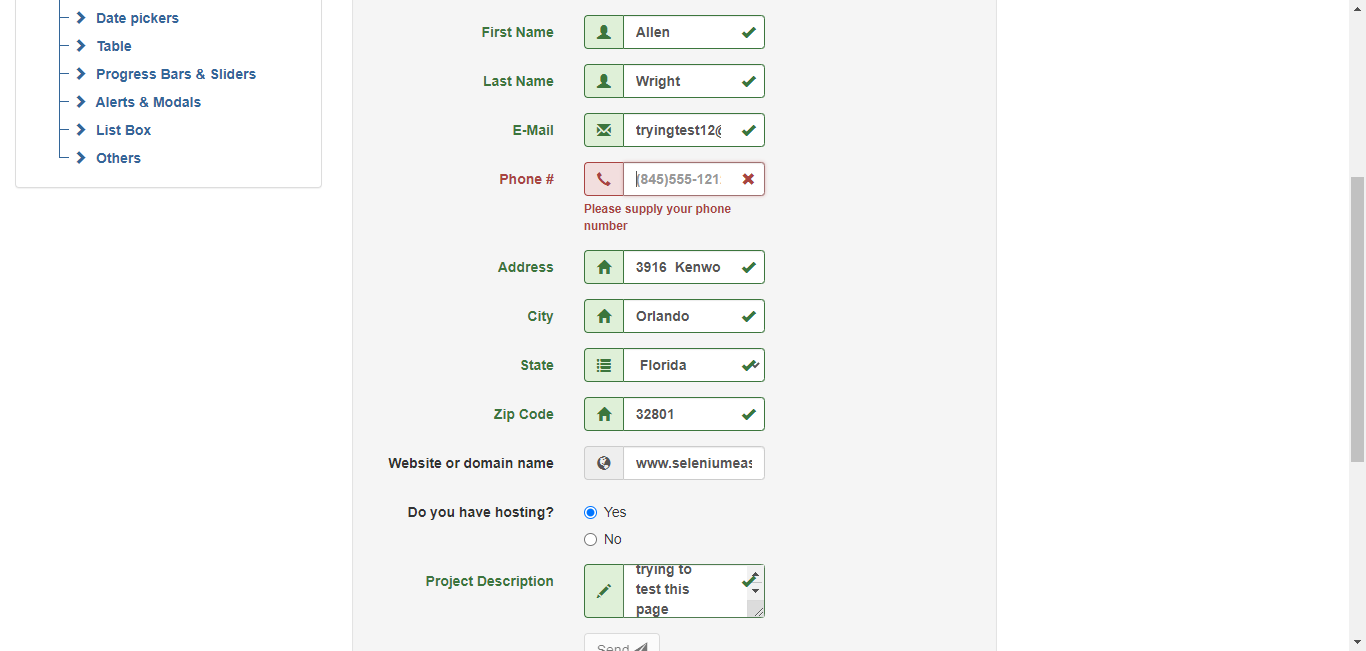 Date pickers
Table
Progress Bars & Sliders
Alerts & Modals
List Box
Others
First Name
Allen
Last Name
Wright
E-Mail
tryingtest12@
Phone #
(845)555-121
Please supply your phone
number
Address
3916  Kenwo
City
Orlando
State
Florida
Zip Code
32801
Website or domain name
www.seleniumeas
Do you have hosting?
Yes
No
Project Description
trying to
test this
page
Send